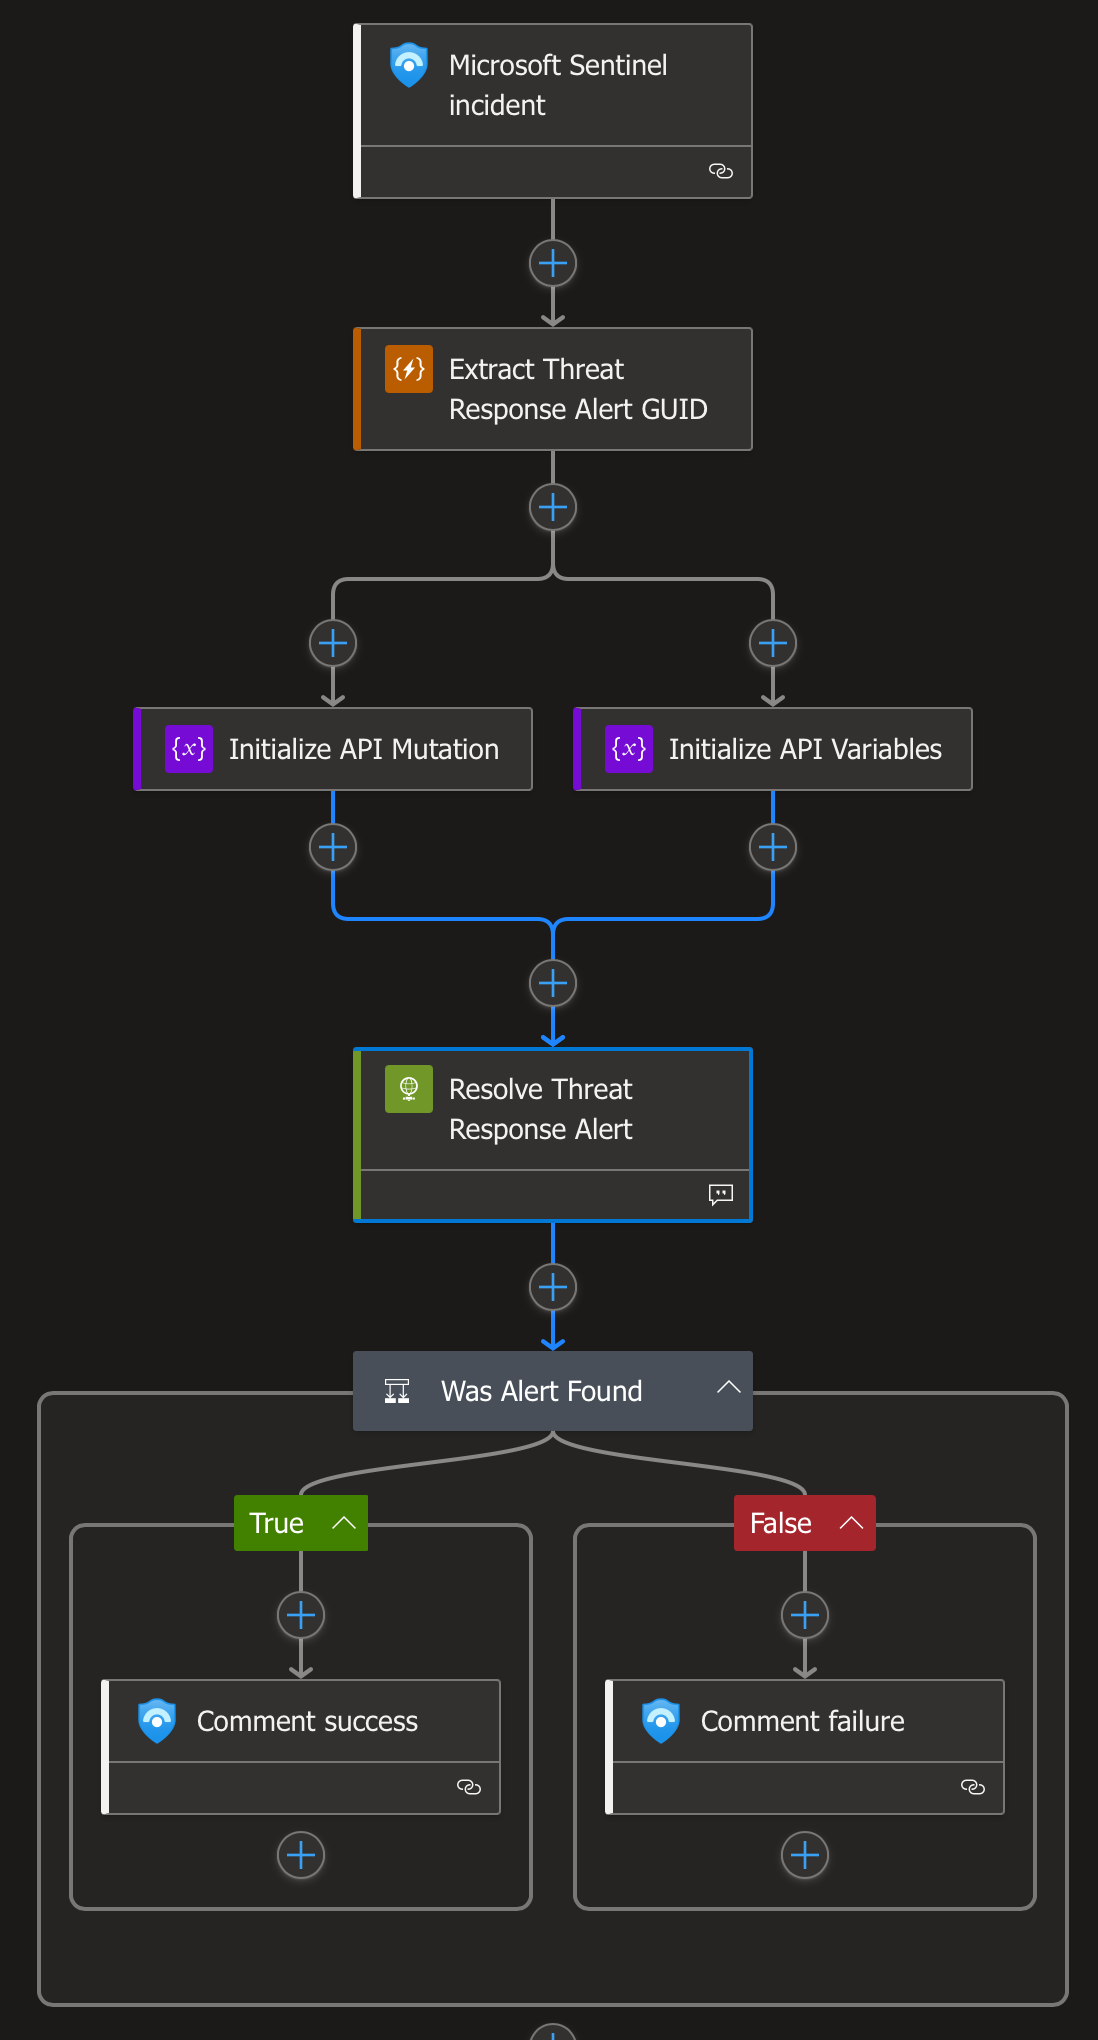 Microsoft Sentinel
incident
Extract Threat
Response Alert GUID
{x} Initialize API Mutation
{x} Initialize API Variables
Resolve Threat
Response Alert
Was Alert Found
True
False
Comment success
Comment failure